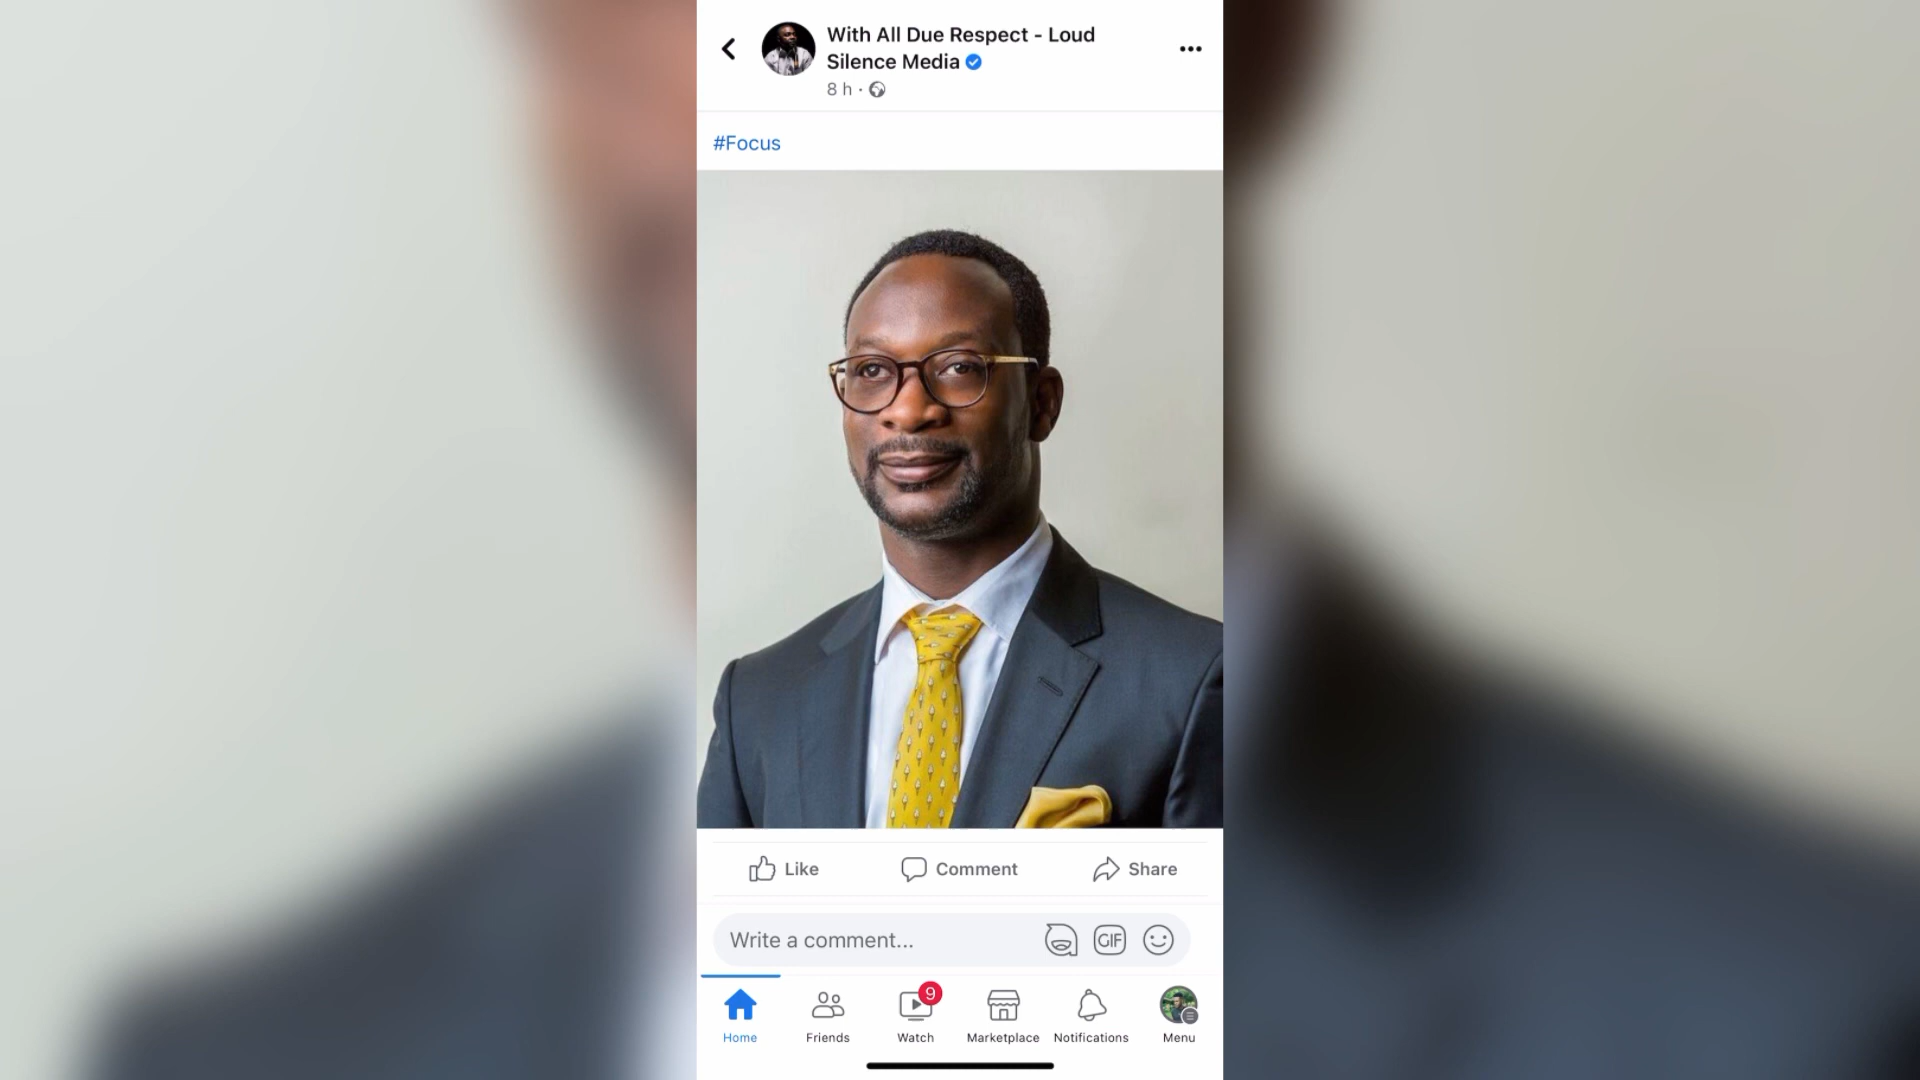 With All Due Respect - Loud
Silence Media
8 h ·
#Focus
Like Comment Share
Write a comment... GIF
9
Home Friends Watch Marketplace Notifications Menu